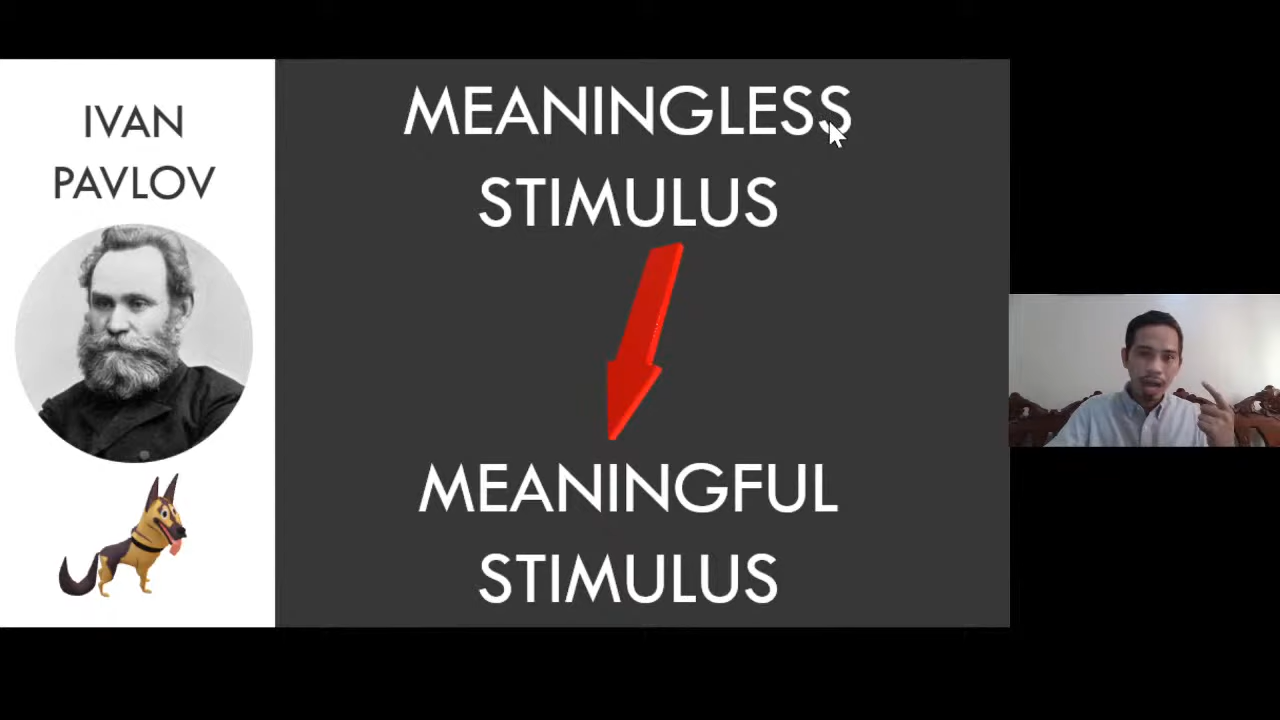 IVAN
PAVLOV
MEANINGLESS
STIMULUS
MEANINGFUL
STIMULUS